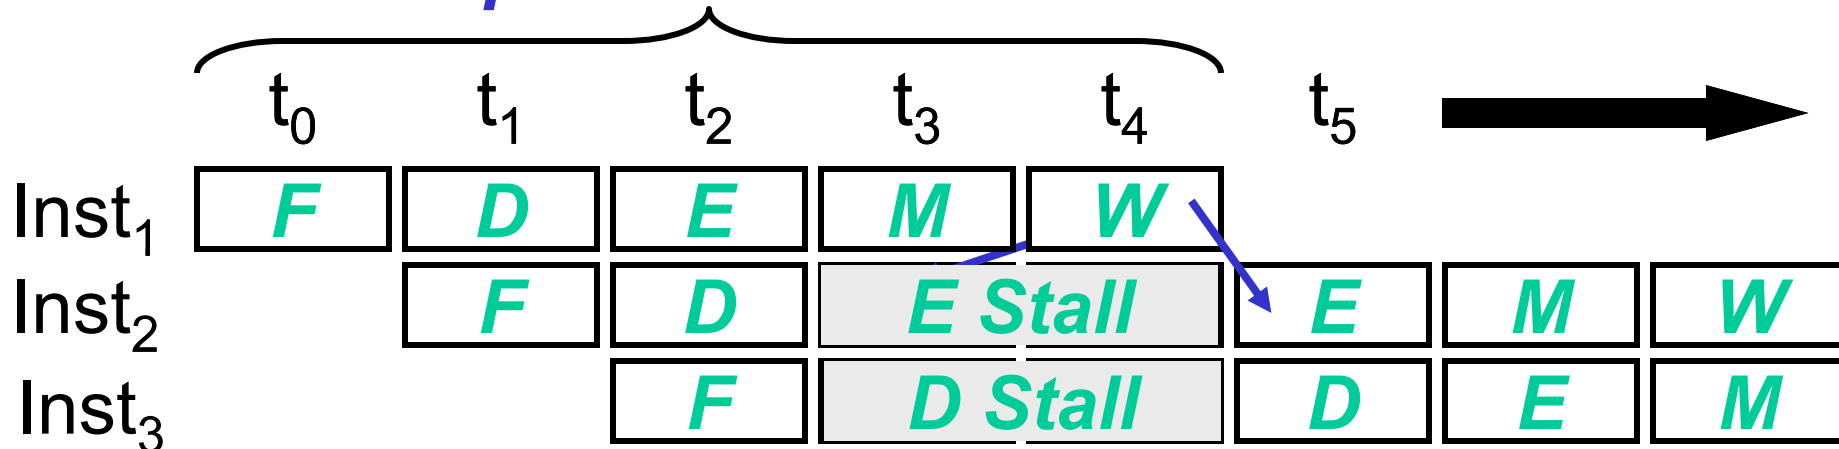 t0 t1 t2 t3 t4 t5
Inst1 F D E M W
Inst2 F D E Stall E M W
Inst3 F D Stall D E M